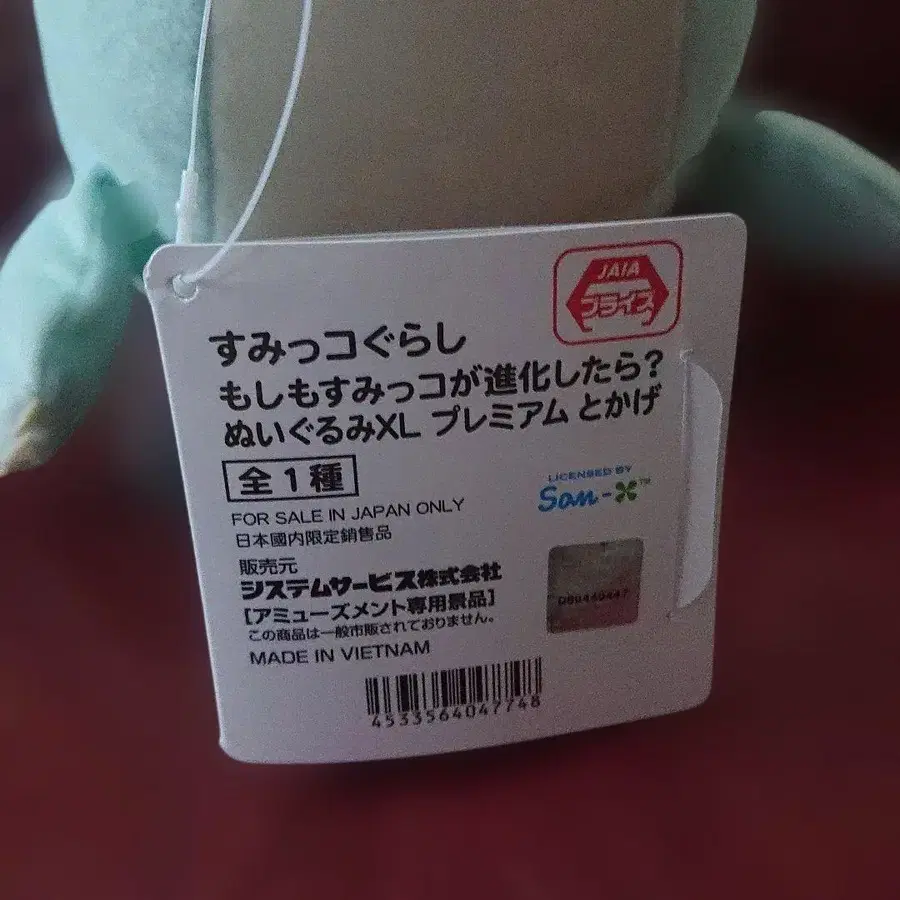 JAIA
プライズ
すみっコぐらし
もしもすみっコが進化したら?
ぬいぐるみXL プレミアム とかげ
全1種
FOR SALE IN JAPAN ONLY
日本國内限定銷售品
LICENSED BY
San-X™
販売元
システムサービス株式会社
[アミューズメント専用景品]
この商品は一般市販されておりません。
MADE IN VIETNAM
4533564047748